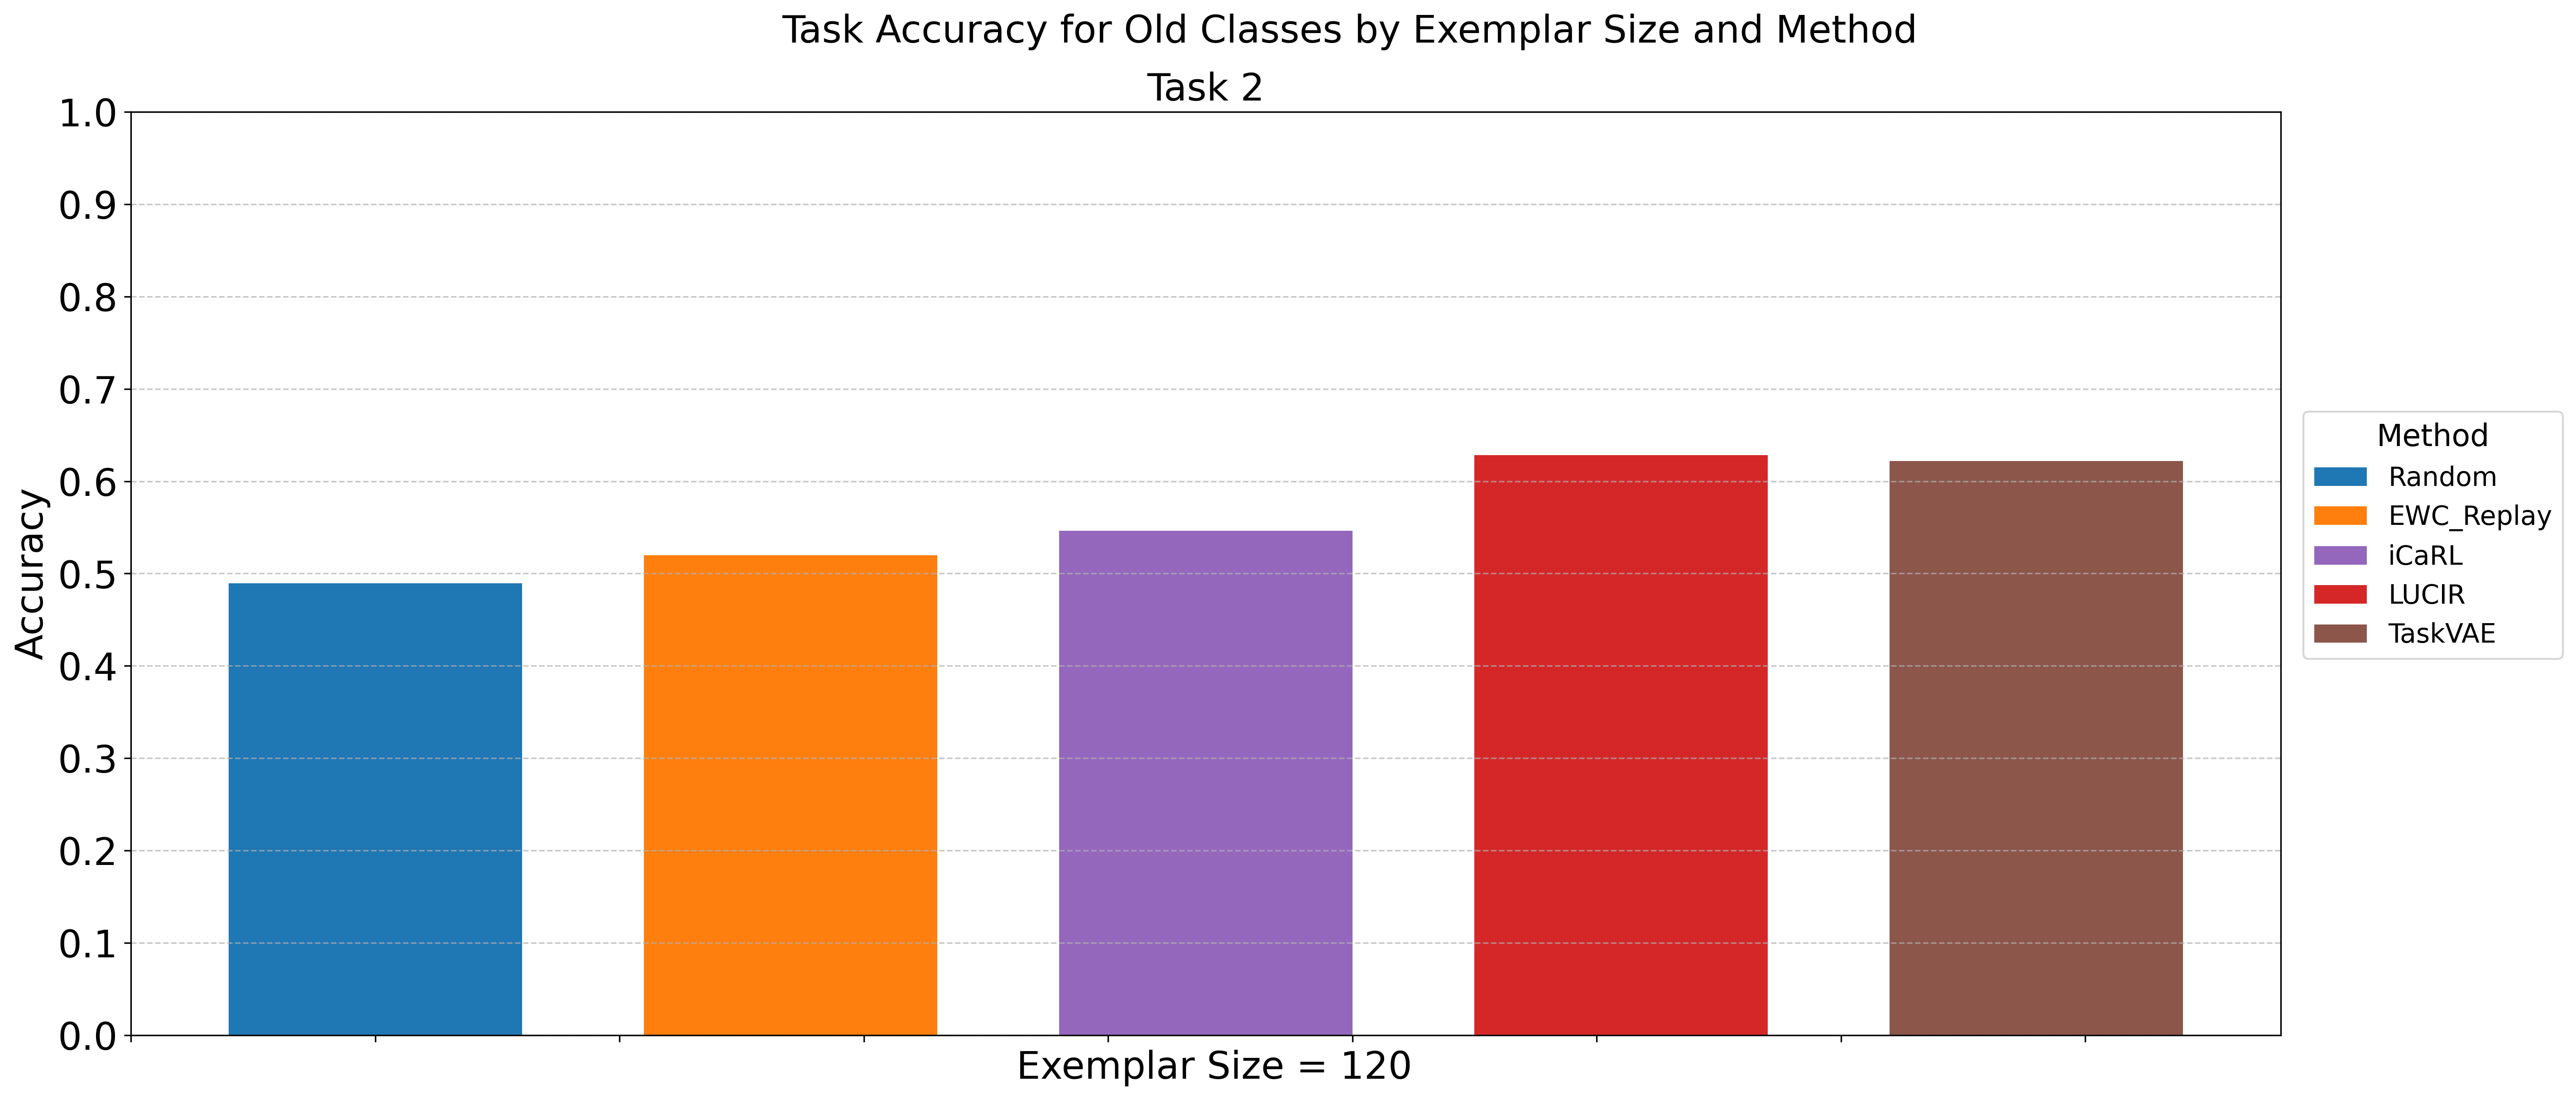 Task Accuracy for Old Classes by Exemplar Size and Method
Task 2
1.0
0.9
0.8
0.7
0.6
0.5
0.4
0.3
0.2
0.1
0.0
Accuracy
Exemplar Size = 120
Method
Random
EWC_Replay
iCaRL
LUCIR
TaskVAE